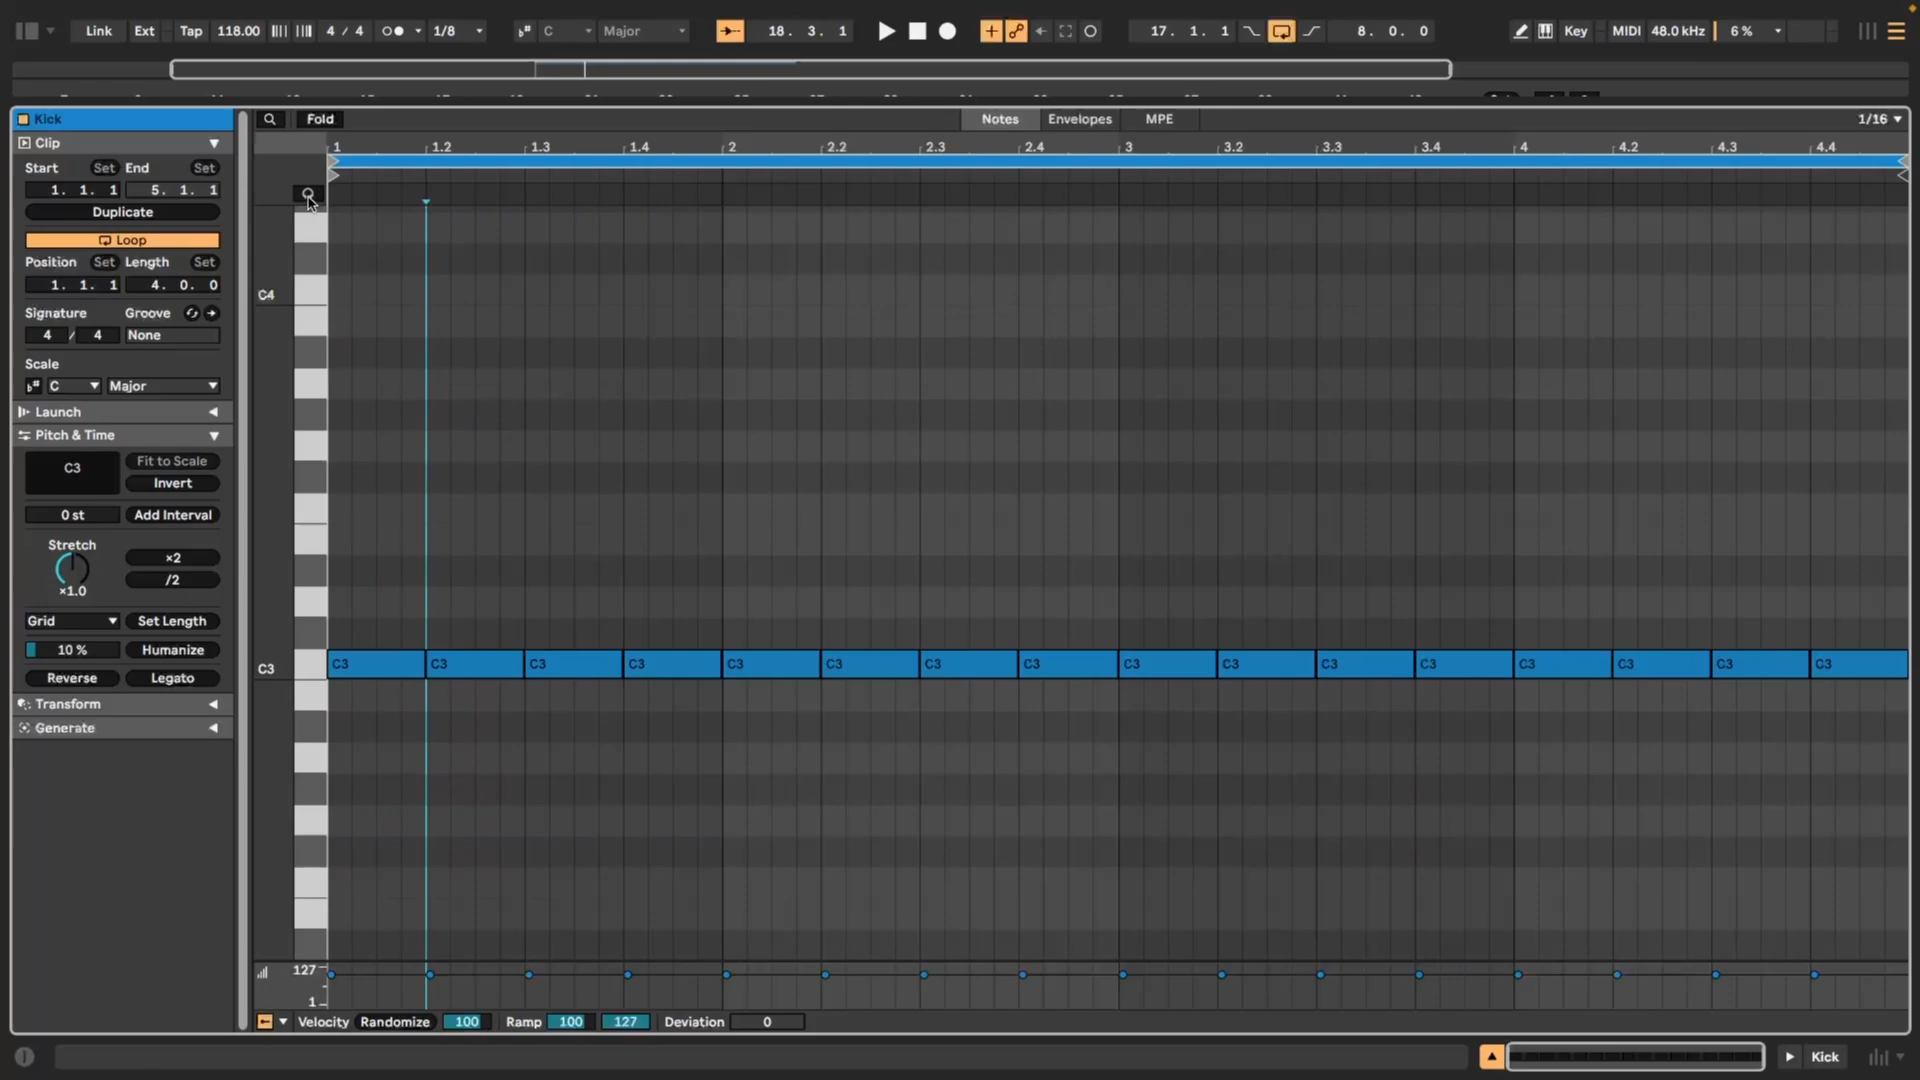 Link Ext Tap 118.00 4 / 4 1/8 C Major 18. 3. 1 17. 1. 1 8. 0. 0 Key MIDI 48.0 kHz 6 %
Kick
Fold
Notes Envelopes MPE
1/16
Clip
Start Set End Set
1. 1. 1 5. 1. 1
Duplicate
Loop
Position Set Length Set
1. 1. 1 4. 0. 0
Signature Groove
4 / 4 None
Scale
C Major
Launch
Pitch & Time
C3 Fit to Scale
Invert
0 st Add Interval
Stretch
×2
/2
×1.0
Grid Set Length
10 % Humanize
Reverse Legato
Transform
Generate
1 1.2 1.3 1.4 2 2.2 2.3 2.4 3 3.2 3.3 3.4 4 4.2 4.3 4.4
C4
C3 C3 C3 C3 C3 C3 C3 C3 C3 C3 C3 C3 C3 C3 C3 C3 C3
127
1
Velocity Randomize 100 Ramp 100 127 Deviation 0
Kick